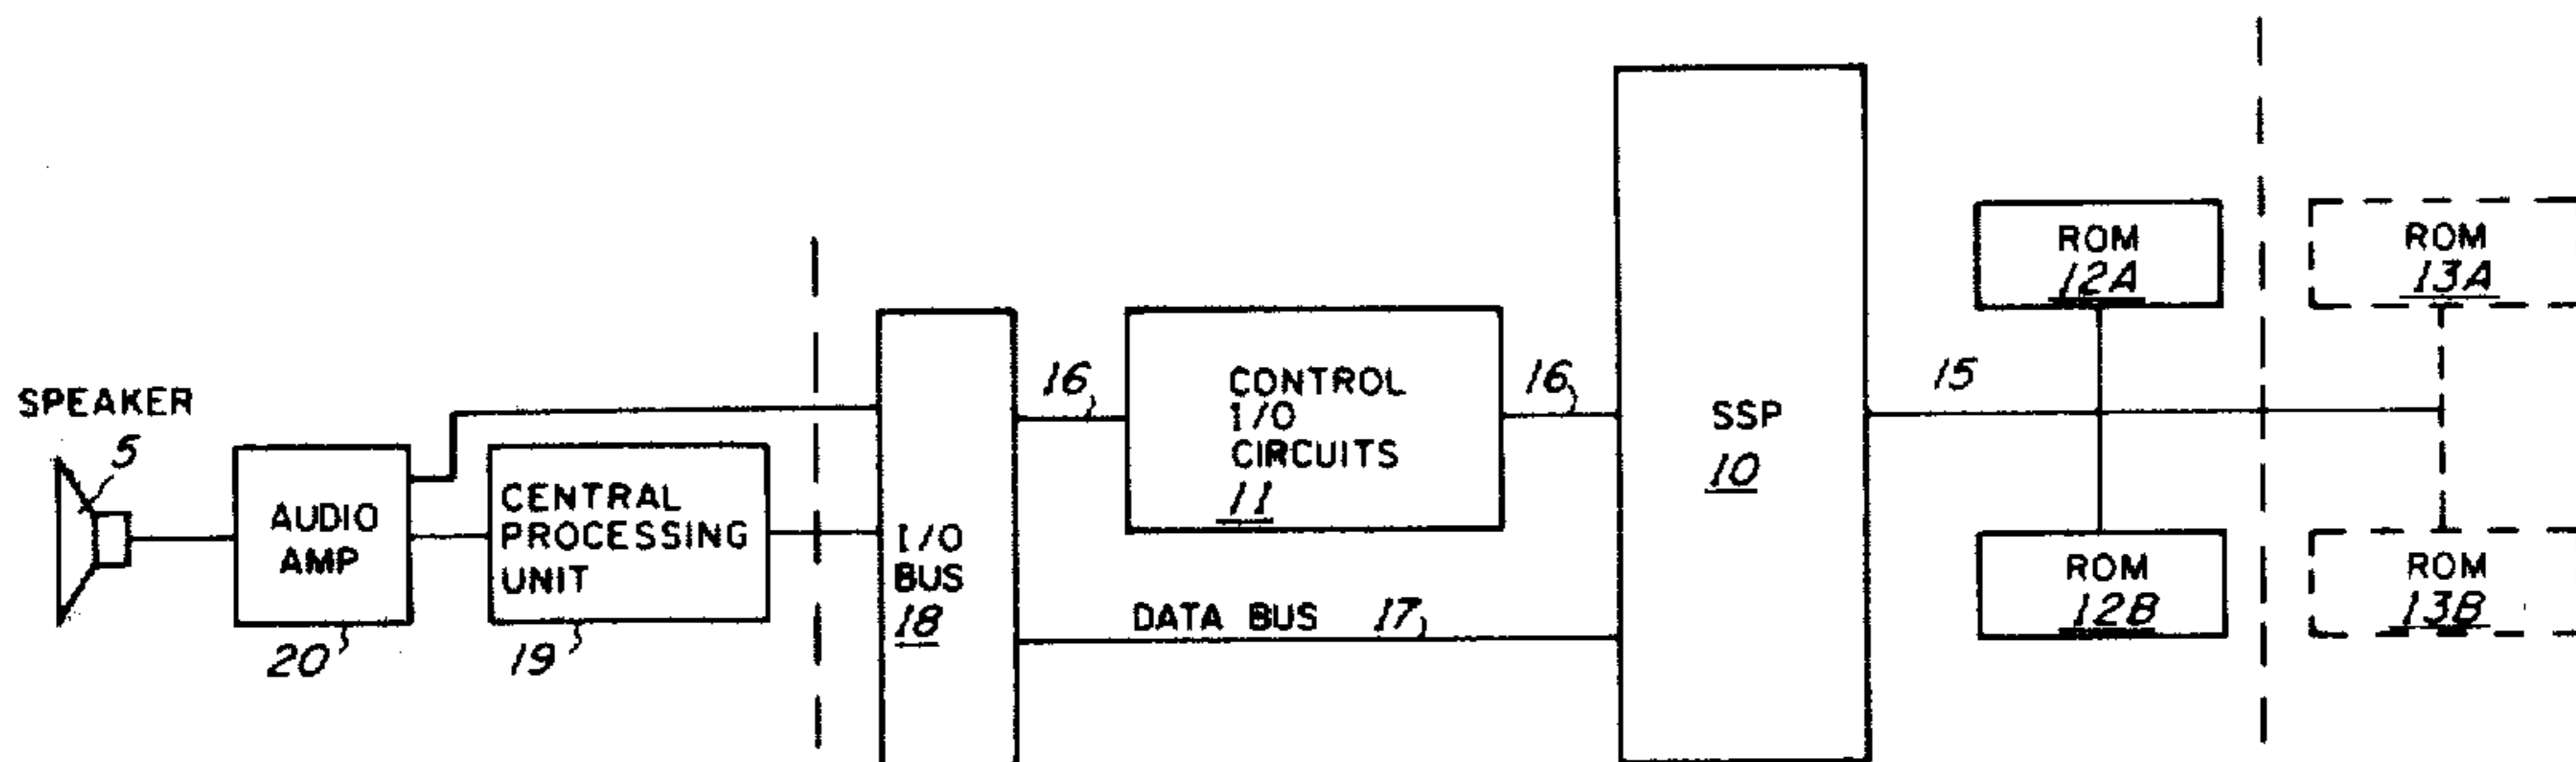 SPEAKER
5
AUDIO
AMP
20
CENTRAL
PROCESSING
UNIT
19
I/O
BUS
18
16
CONTROL
I/O
CIRCUITS
11
16
DATA BUS 17
SSP
10
15
ROM
12A
ROM
12B
ROM
13A
ROM
13B